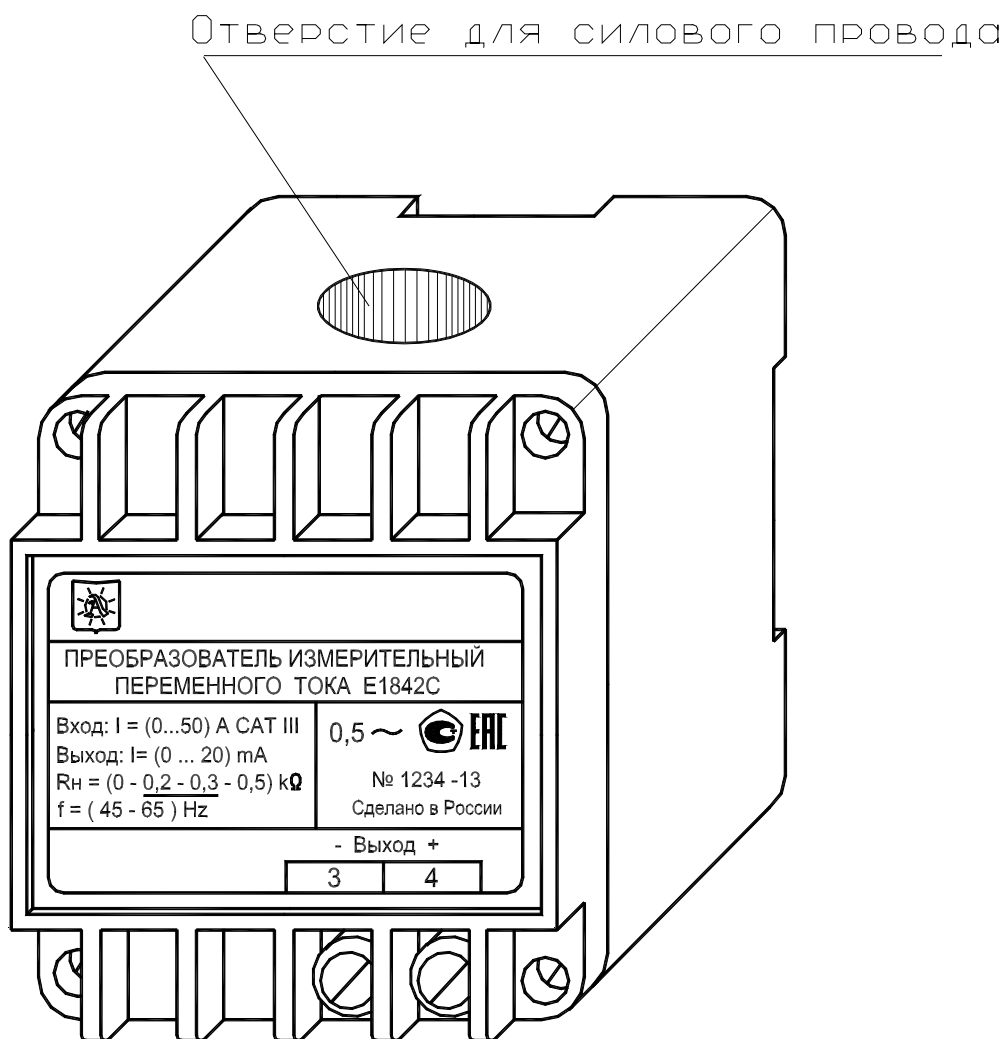 Отверстие для силового провода
ПРЕОБРАЗОВАТЕЛЬ ИЗМЕРИТЕЛЬНЫЙ
ПЕРЕМЕННОГО ТОКА Е1842С
Вход: I = (0...50) A CAT III
Выход: I= (0 ... 20) mA
Rн = (0 - 0,2 - 0,3 - 0,5) kΩ
f = ( 45 - 65 ) Hz
0,5 ~ ЕАС
№ 1234 -13
Сделано в России
- Выход +
3 4